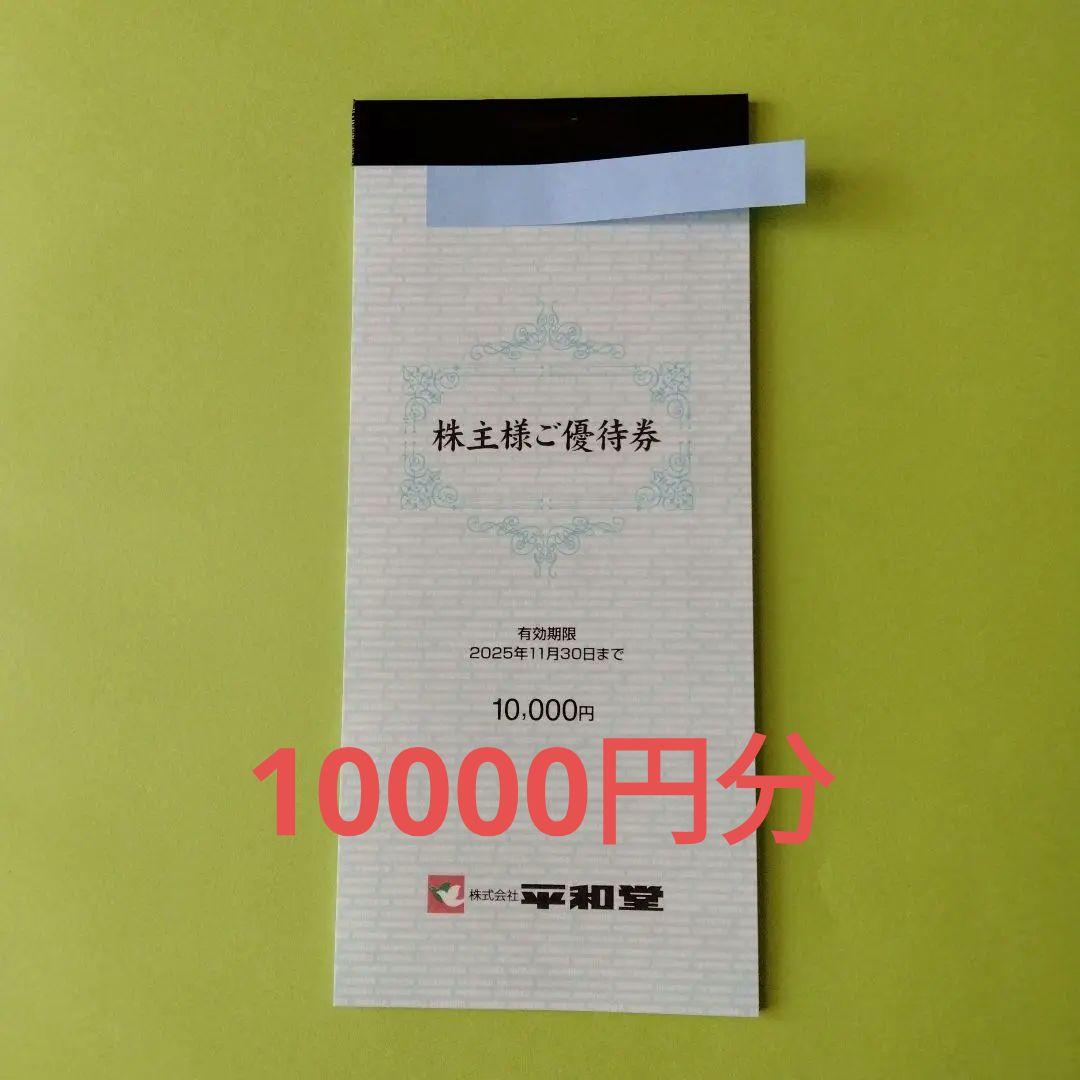 株主様ご優待券
有効期限
2025年11月30日まで
10,000円
10000円分
株式会社 平和堂